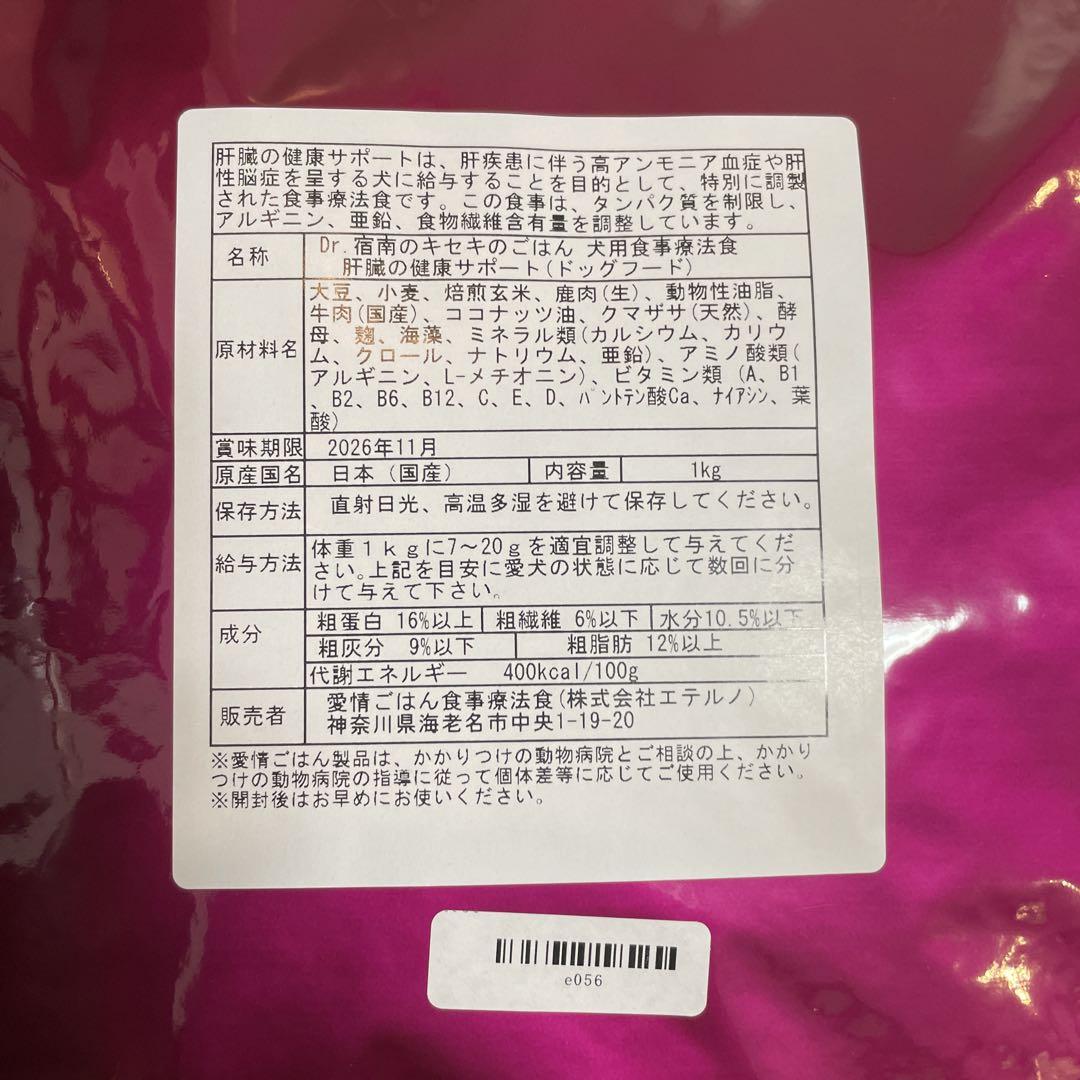 肝臓の健康サポートは、肝疾患に伴う高アンモニア血症や肝
性脳症を呈する犬に給与することを目的として、特別に調製
された食事療法食です。この食事は、タンパク質を制限し、
アルギニン、亜鉛、食物繊維含有量を調整しています。
名称 Dr.宿南のキセキのごはん 犬用食事療法食
肝臓の健康サポート(ドッグフード)
原材料名 大豆、小麦、焙煎玄米、鹿肉(生)、動物性油脂、
牛肉(国産)、ココナッツ油、クマザサ(天然)、酵
母、麹、海藻、ミネラル類(カルシウム、カリウ
ム、クロール、ナトリウム、亜鉛)、アミノ酸類(
アルギニン、L-メチオニン)、ビタミン類 (A、B1
、B2、B6、B12、C、E、D、パントテン酸Ca、ナイアシン、葉
酸)
賞味期限 2026年11月
原産国名 日本（国産） 内容量 1kg
保存方法 直射日光、高温多湿を避けて保存してください。
給与方法 体重1kgに7〜20gを適宜調整して与えてくだ
さい。上記を目安に愛犬の状態に応じて数回に分
けて与えて下さい。
成分 粗蛋白 16%以上 粗繊維 6%以下 水分10.5%以下
粗灰分 9%以下 粗脂肪 12%以上
代謝エネルギー 400kcal/100g
販売者 愛情ごはん食事療法食(株式会社エテルノ)
神奈川県海老名市中央1-19-20
※愛情ごはん製品は、かかりつけの動物病院とご相談の上、かかり
つけの動物病院の指導に従って個体差等に応じてご使用ください。
※開封後はお早めにお使いください。
e056